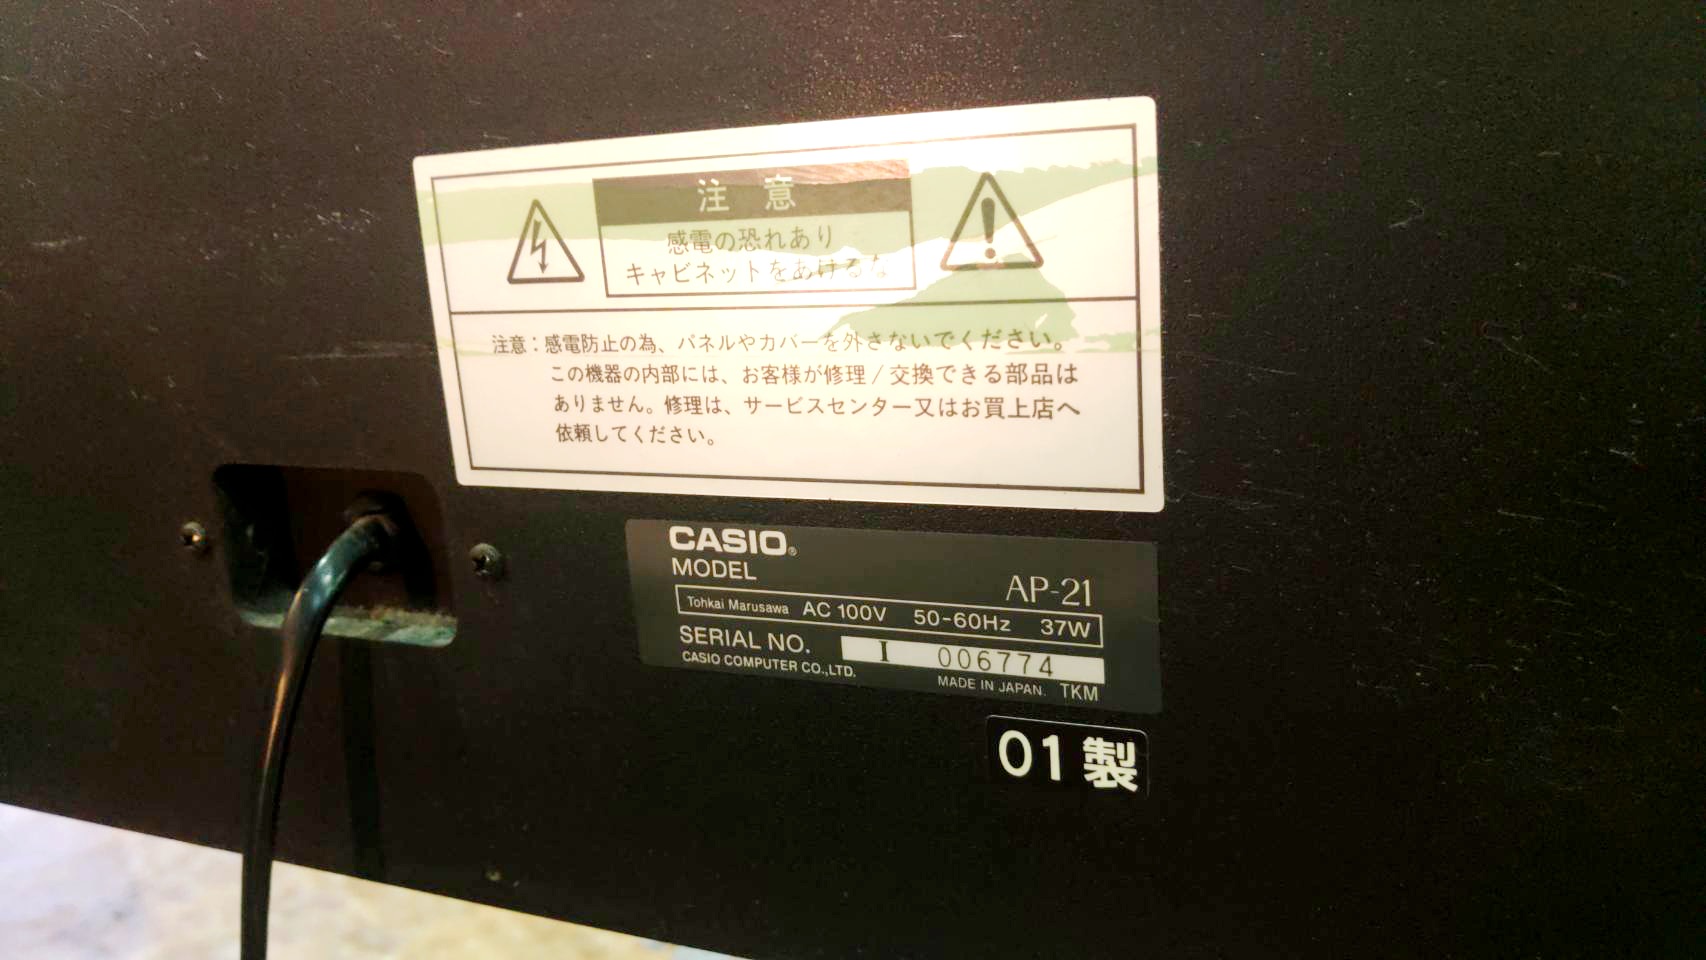 注意
感電の恐れあり
キャビネットをあけるな
注意：感電防止の為、パネルやカバーを外さないでください。
この機器の内部には、お客様が修理/交換できる部品は
ありません。修理は、サービスセンター又はお買上店へ
依頼してください。
CASIO®
MODEL AP-21
Tohkai Marusawa AC 100V 50-60Hz 37W
SERIAL NO. I 006774
CASIO COMPUTER CO.,LTD.
MADE IN JAPAN. TKM
01製